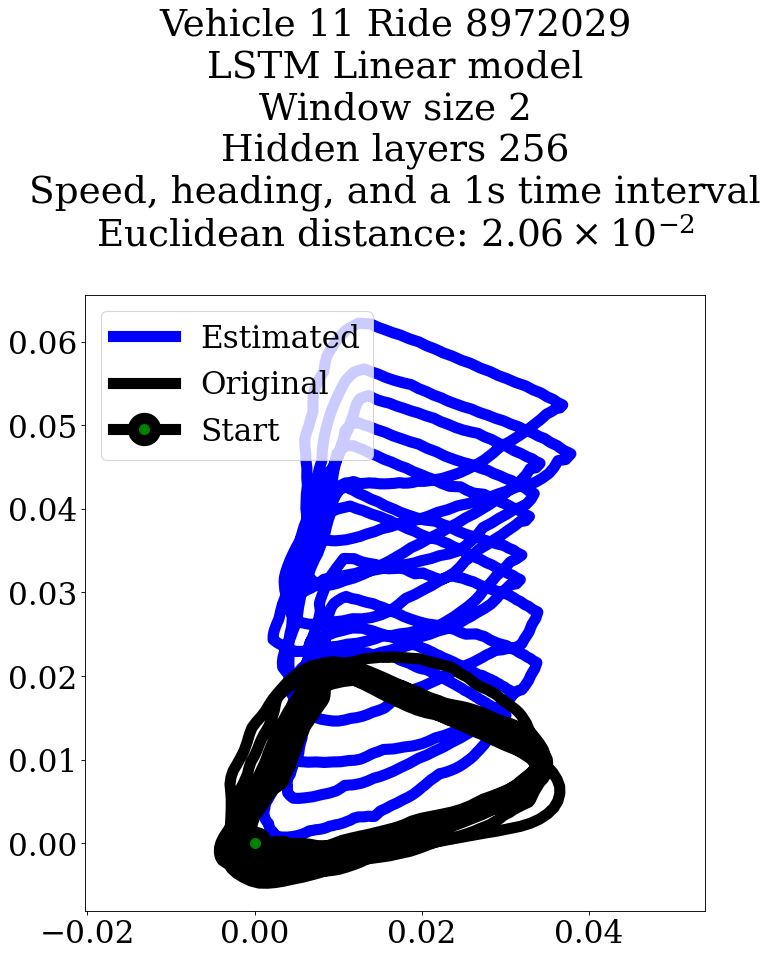 Vehicle 11 Ride 8972029
LSTM Linear model
Window size 2
Hidden layers 256
Speed, heading, and a 1s time interval
Euclidean distance: 2.06 × 10⁻²
Estimated
Original
Start
0.06
0.05
0.04
0.03
0.02
0.01
0.00
−0.02 0.00 0.02 0.04